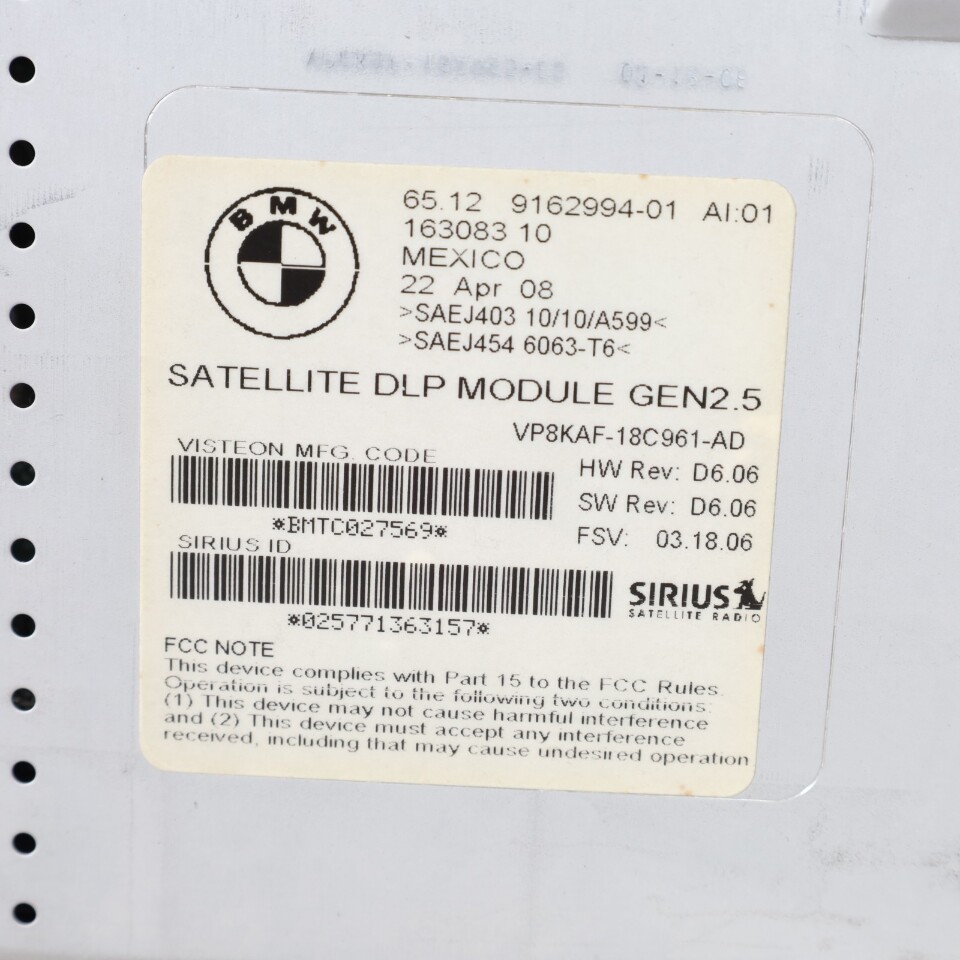 BMW
65.12 9162994-01 AI:01
163083 10
MEXICO
22 Apr 08
>SAEJ403 10/10/A599<
>SAEJ454 6063-T6<
SATELLITE DLP MODULE GEN2.5
VP8KAF-18C961-AD
VISTEON MFG. CODE
HW Rev: D6.06
SW Rev: D6.06
*BMTC027569*
FSV: 03.18.06
SIRIUS ID
SIRIUS
SATELLITE RADIO
*025771363157*
FCC NOTE
This device complies with Part 15 to the FCC Rules.
Operation is subject to the following two conditions:
(1) This device may not cause harmful interference
and (2) This device must accept any interference
received, including that may cause undesired operation